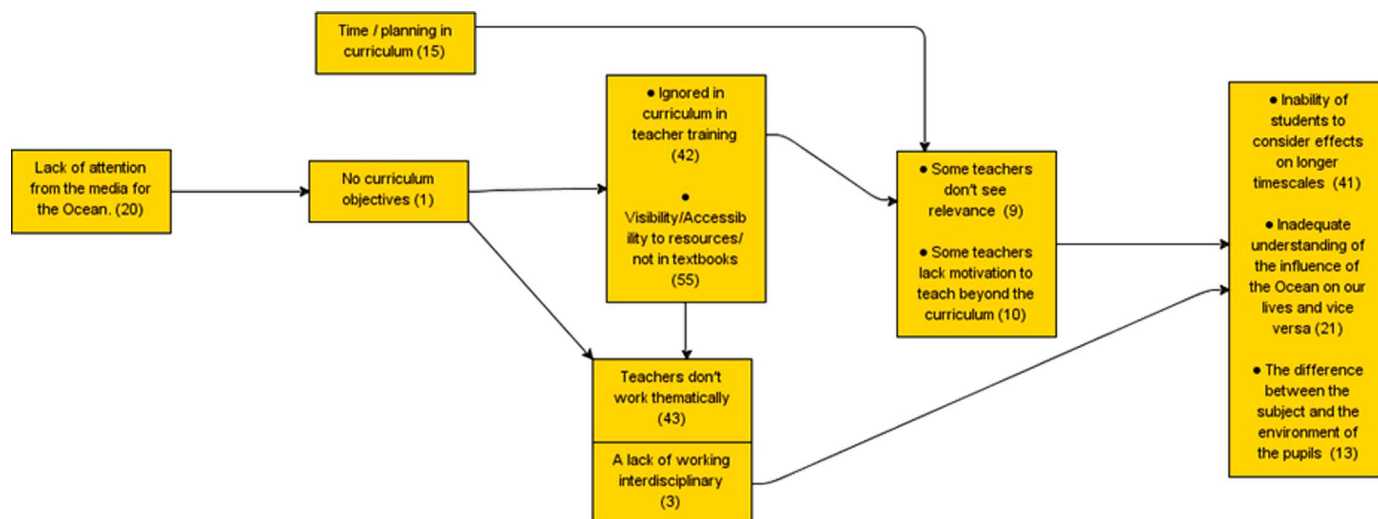 Time / planning in
curriculum (15)
Lack of attention
from the media for
the Ocean. (20)
No curriculum
objectives (1)
● Ignored in
curriculum in
teacher training
(42)
●
Visibility/Accessib
ility to resources/
not in textbooks
(55)
Teachers don't
work thematically
(43)
A lack of working
interdisciplinary
(3)
● Some teachers
don't see
relevance (9)
● Some teachers
lack motivation to
teach beyond the
curriculum (10)
● Inability of
students to
consider effects
on longer
timescales (41)
● Inadequate
understanding of
the influence of
the Ocean on our
lives and vice
versa (21)
● The difference
between the
subject and the
environment of
the pupils (13)